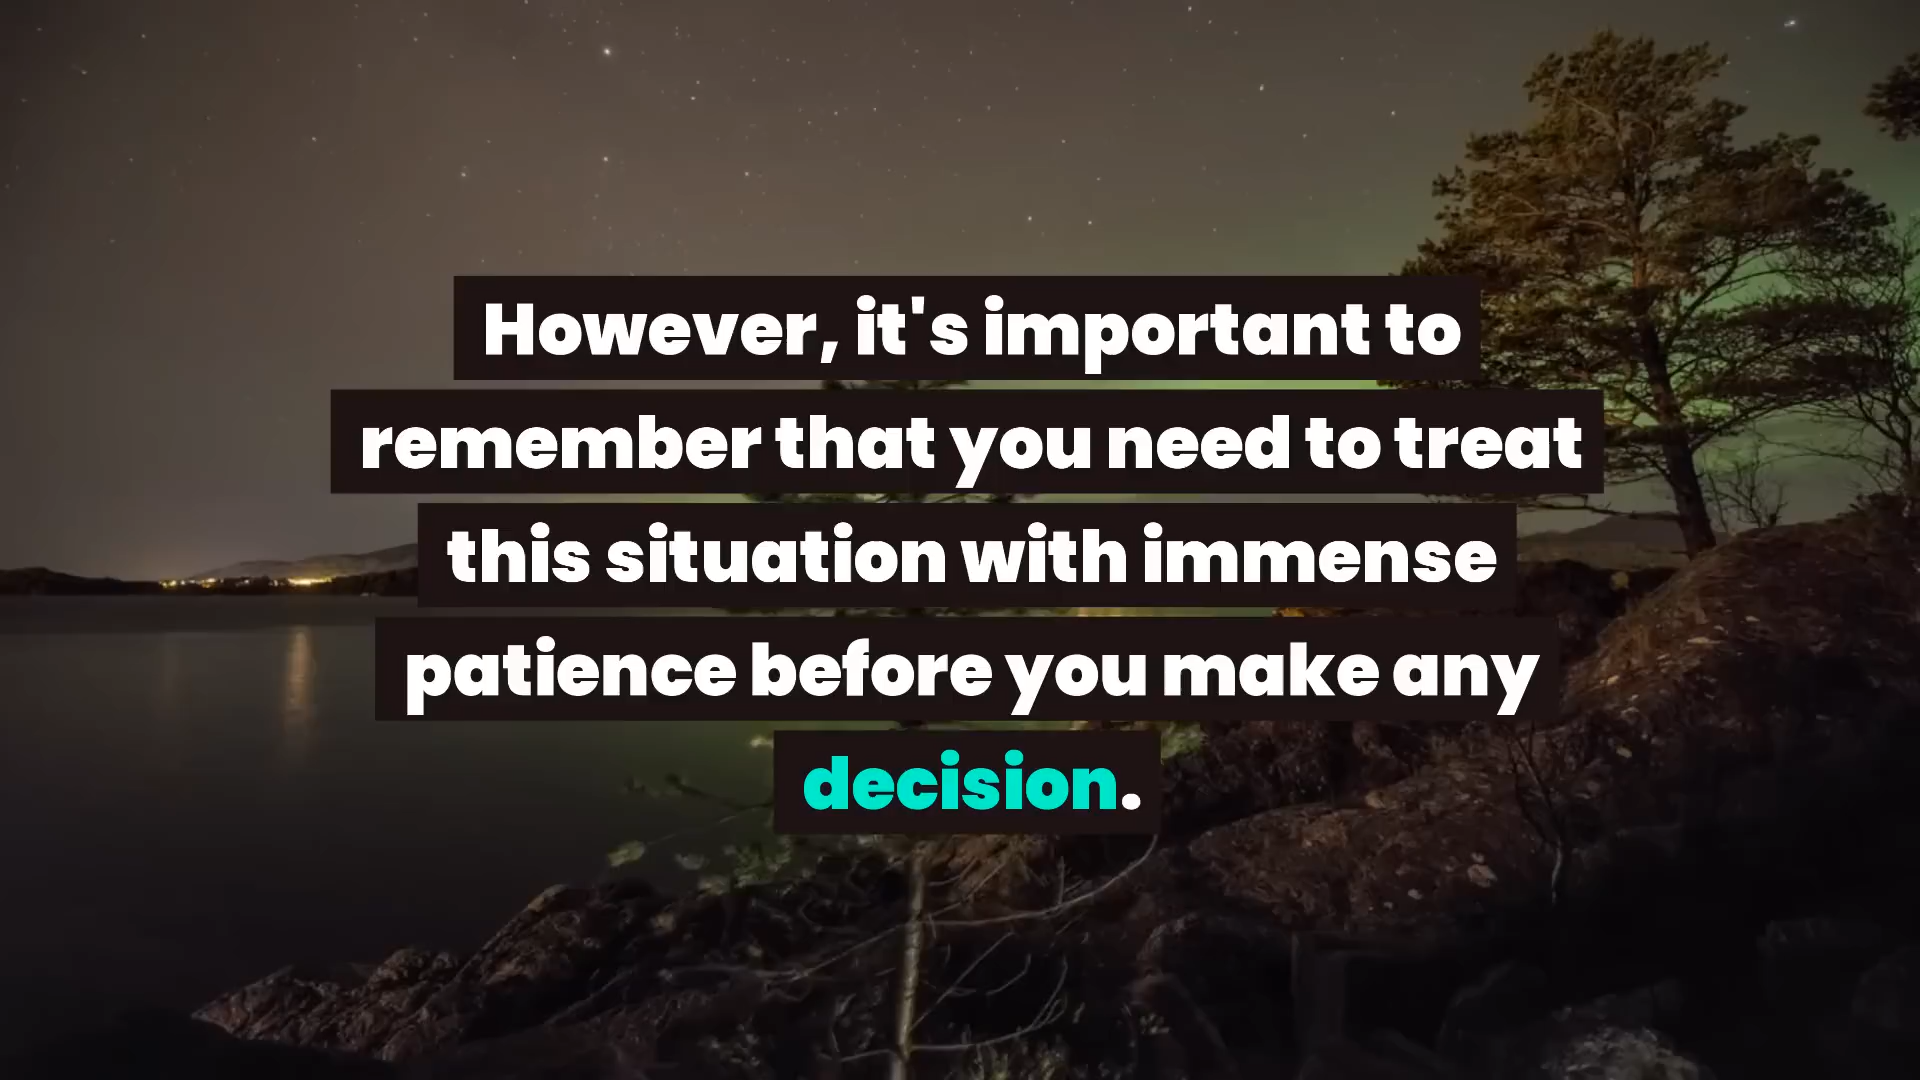 However, it's important to
remember that you need to treat
this situation with immense
patience before you make any
decision.